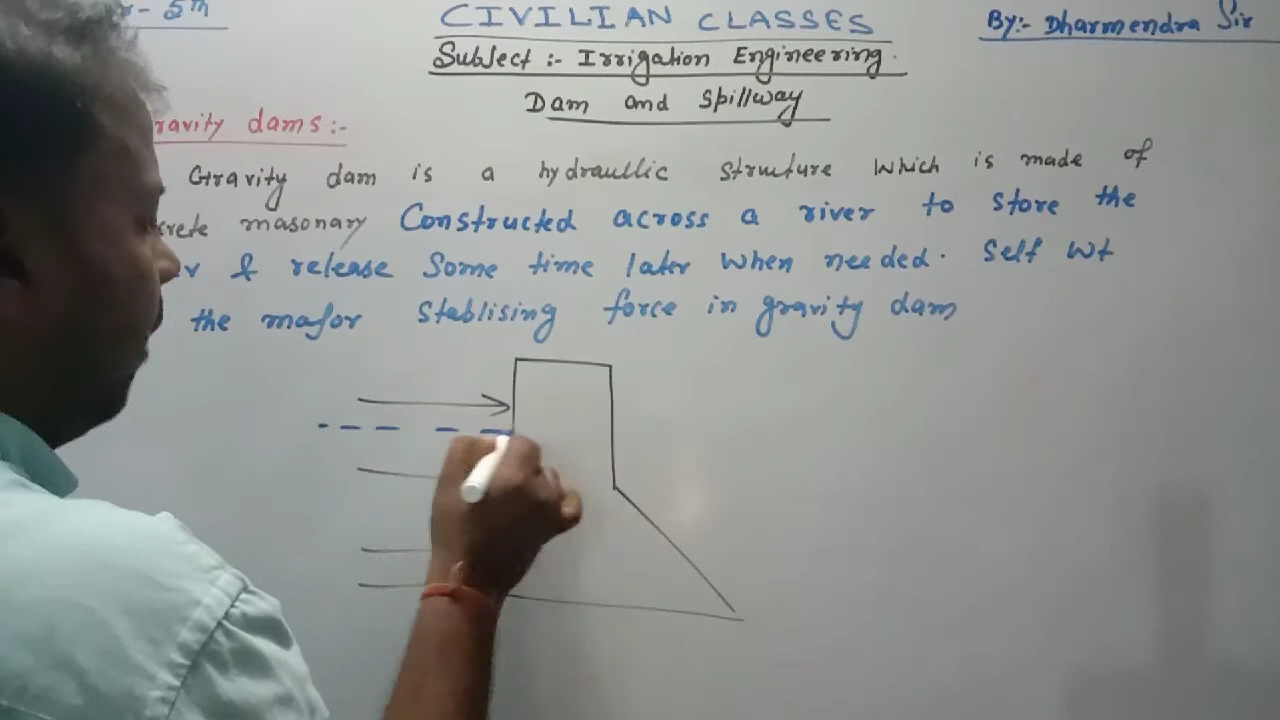 5th
CIVILIAN CLASSES
By:- Dharmendra Sir
Subject :- Irrigation Engineering.
Dam and Spillway
ravity dams:-
Gravity dam is a hydraullic structure which is made of
crete masonary Constructed across a river to store the
& release Some time later when needed. Self wt
the major stablising force in gravity dam